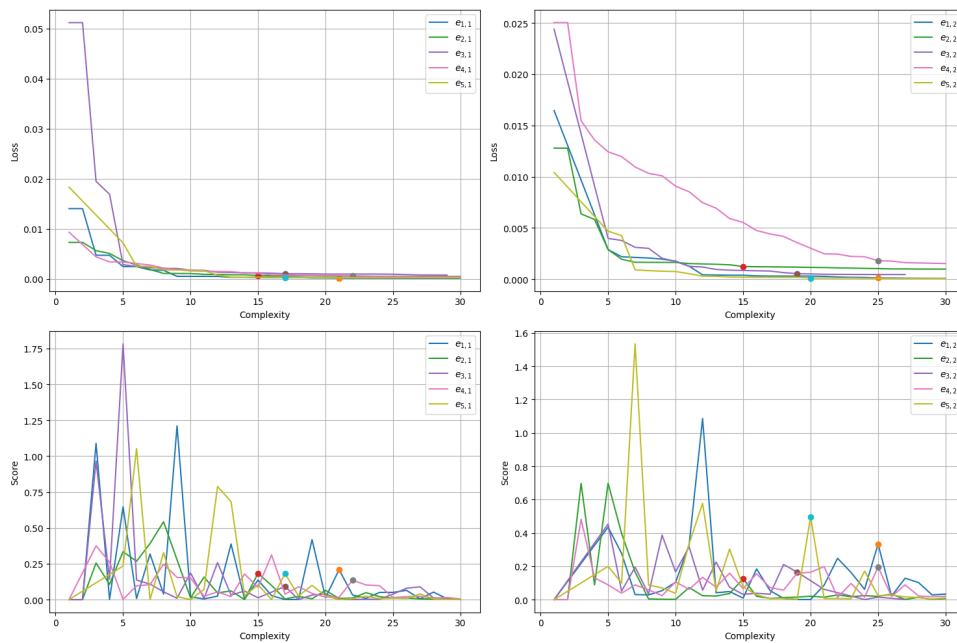 0.05
0.04
0.03
0.02
0.01
0.00
Loss
0 5 10 15 20 25 30
Complexity
e1,1
e2,1
e3,1
e4,1
e5,1
0.025
0.020
0.015
0.010
0.005
0.000
Loss
0 5 10 15 20 25 30
Complexity
e1,2
e2,2
e3,2
e4,2
e5,2
1.75
1.50
1.25
1.00
0.75
0.50
0.25
0.00
Score
0 5 10 15 20 25 30
Complexity
e1,1
e2,1
e3,1
e4,1
e5,1
1.6
1.4
1.2
1.0
0.8
0.6
0.4
0.2
0.0
Score
0 5 10 15 20 25 30
Complexity
e1,2
e2,2
e3,2
e4,2
e5,2